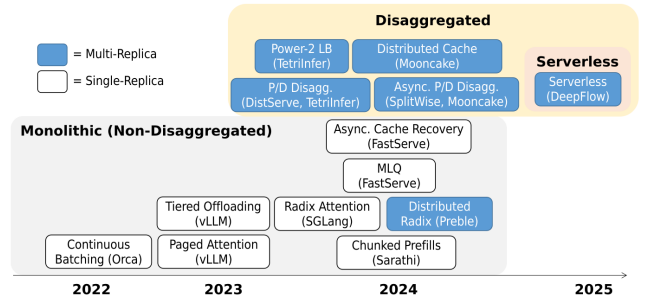 Disaggregated
= Multi-Replica
= Single-Replica
Power-2 LB
(TetriInfer)
Distributed Cache
(Mooncake)
Serverless
P/D Disagg.
(DistServe, TetriInfer)
Async. P/D Disagg.
(SplitWise, Mooncake)
Serverless
(DeepFlow)
Monolithic (Non-Disaggregated)
Async. Cache Recovery
(FastServe)
MLQ
(FastServe)
Tiered Offloading
(vLLM)
Radix Attention
(SGLang)
Distributed
Radix (Preble)
Continuous
Batching (Orca)
Paged Attention
(vLLM)
Chunked Prefills
(Sarathi)
2022
2023
2024
2025